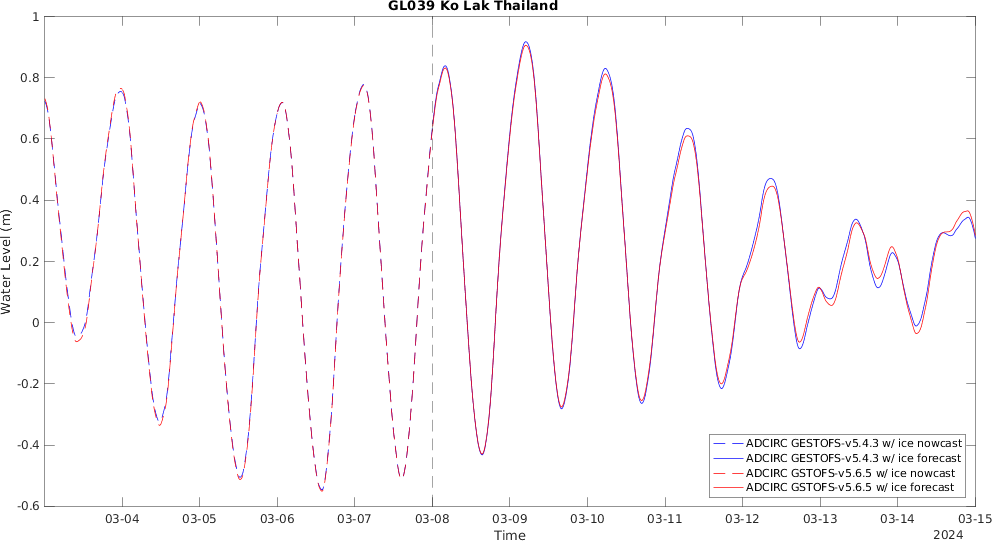 GL039 Ko Lak Thailand
1
0.8
0.6
0.4
0.2
0
-0.2
-0.4
-0.6
Water Level (m)
03-04 03-05 03-06 03-07 03-08 03-09 03-10 03-11 03-12 03-13 03-14 03-15
Time
2024
ADCIRC GESTOFS-v5.4.3 w/ ice nowcast
ADCIRC GESTOFS-v5.4.3 w/ ice forecast
ADCIRC GSTOFS-v5.6.5 w/ ice nowcast
ADCIRC GSTOFS-v5.6.5 w/ ice forecast